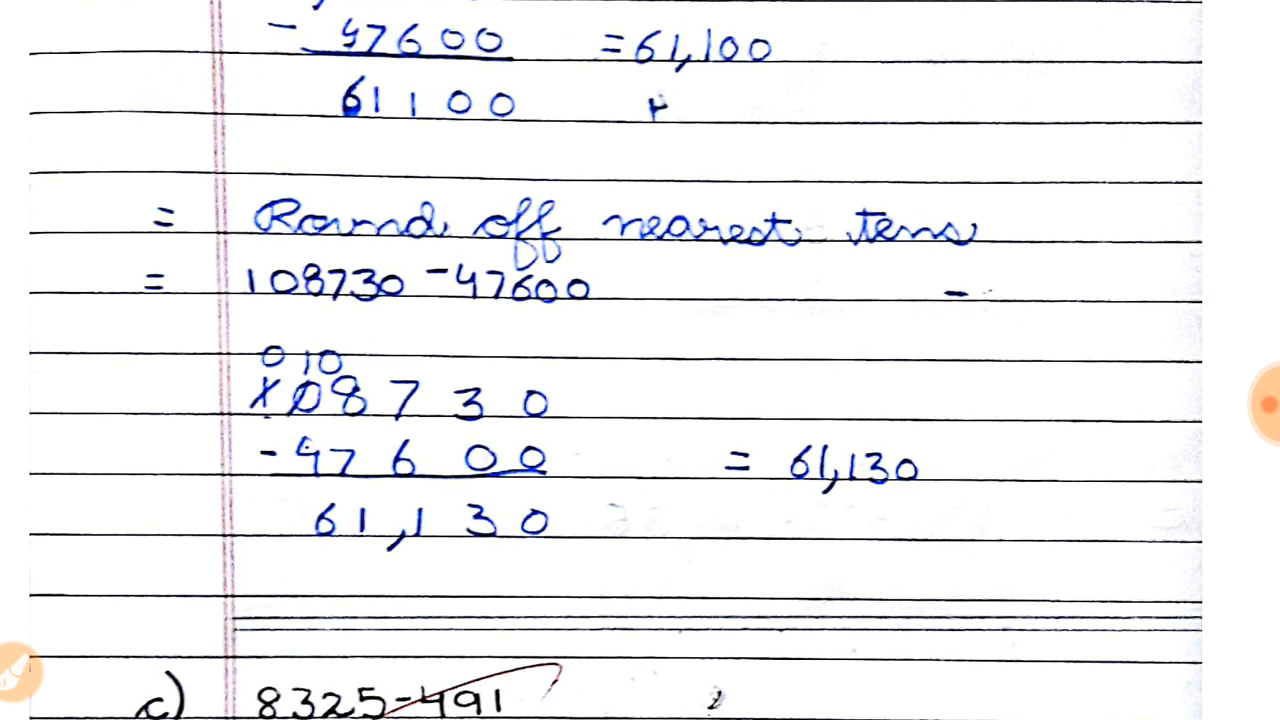 - 47600 =61,100
61100
= Round off nearest tens
= 108730 -47600
0 10
108730
- 47600 = 61,130
61,130
c) 8325-491